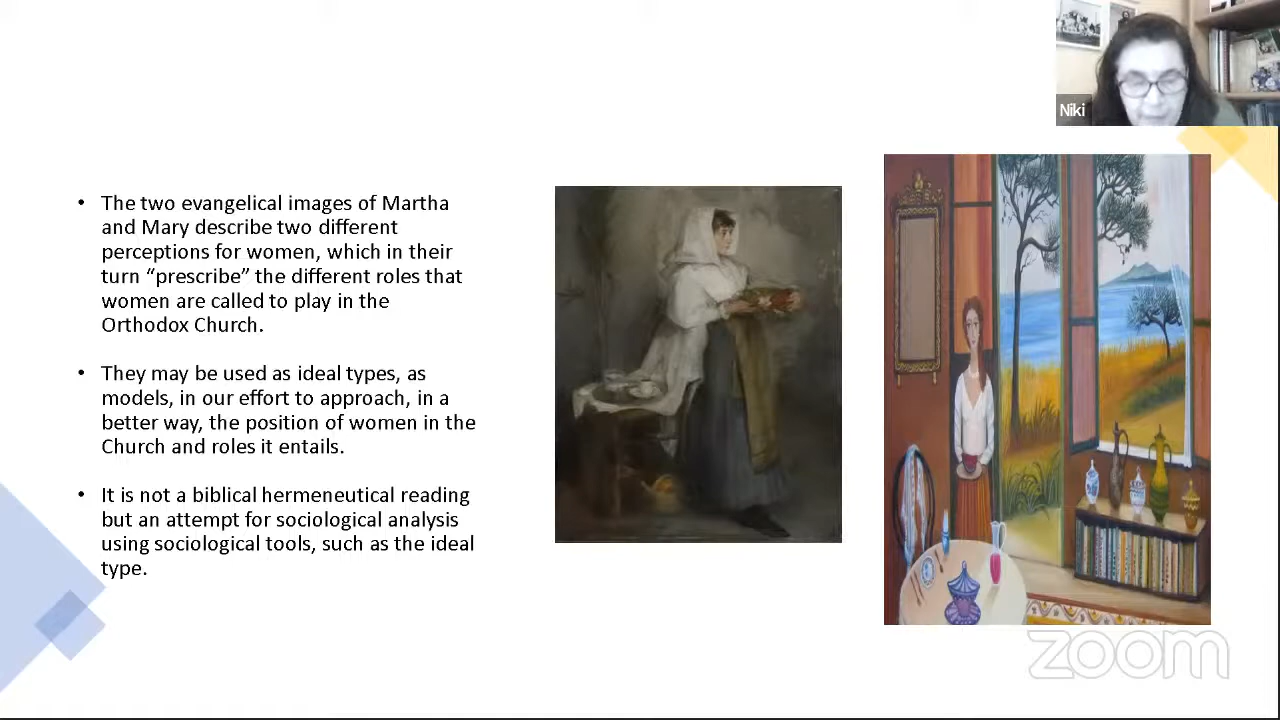 Niki
• The two evangelical images of Martha
and Mary describe two different
perceptions for women, which in their
turn “prescribe” the different roles that
women are called to play in the
Orthodox Church.
• They may be used as ideal types, as
models, in our effort to approach, in a
better way, the position of women in the
Church and roles it entails.
• It is not a biblical hermeneutical reading
but an attempt for sociological analysis
using sociological tools, such as the ideal
type.
zoom